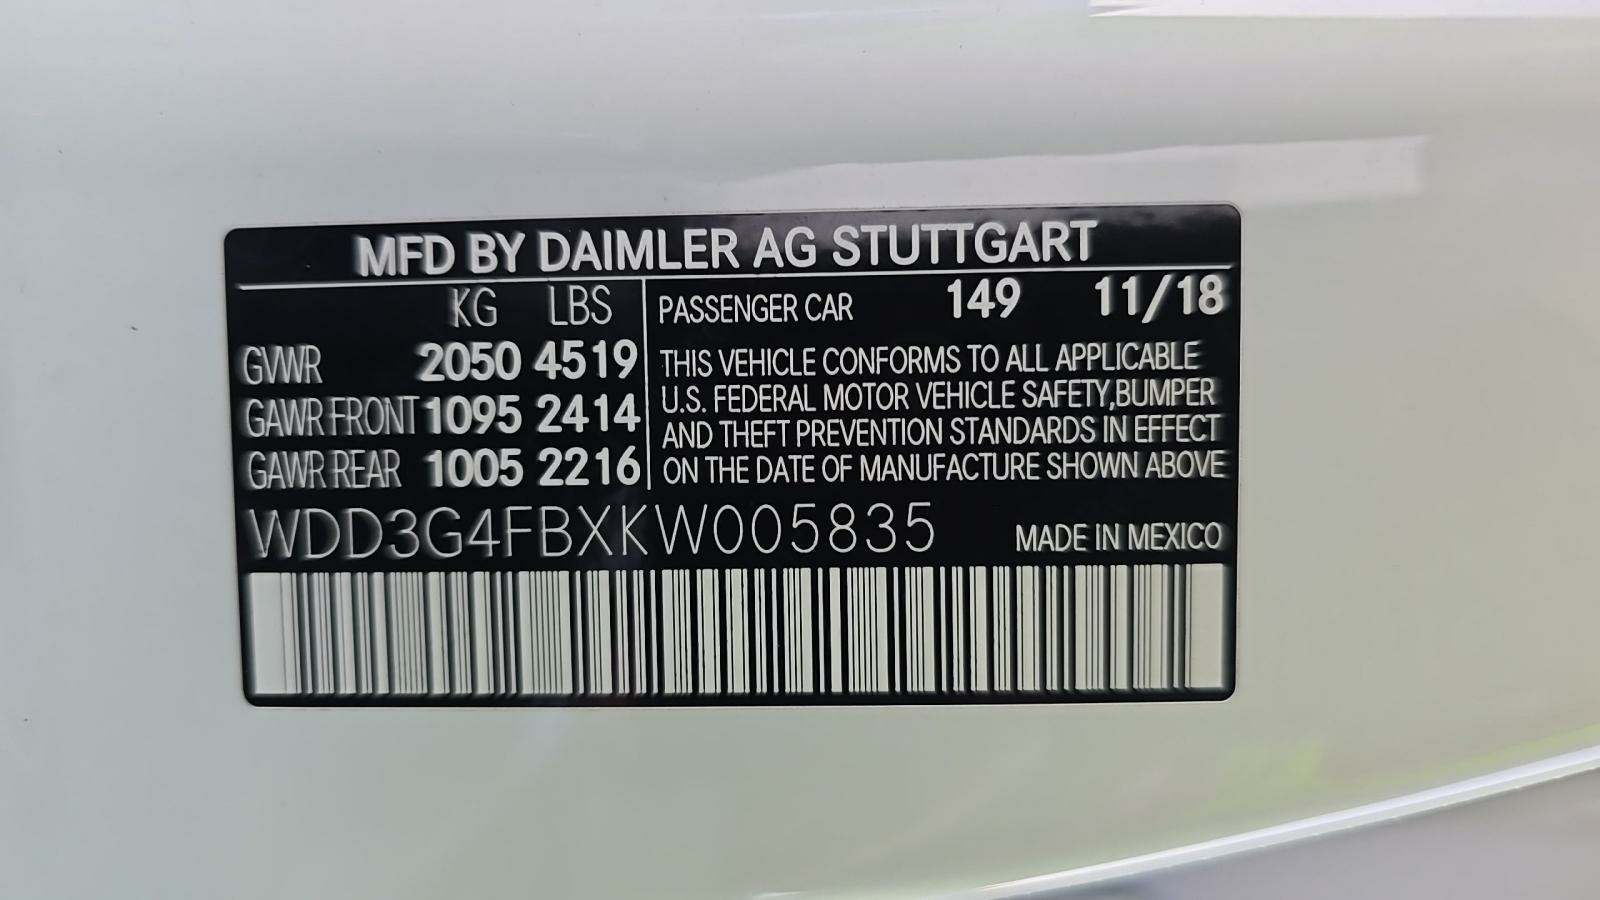 MFD BY DAIMLER AG STUTTGART
KG LBS
GVWR 2050 4519
GAWR FRONT 1095 2414
GAWR REAR 1005 2216
PASSENGER CAR 149 11/18
THIS VEHICLE CONFORMS TO ALL APPLICABLE
U.S. FEDERAL MOTOR VEHICLE SAFETY,BUMPER
AND THEFT PREVENTION STANDARDS IN EFFECT
ON THE DATE OF MANUFACTURE SHOWN ABOVE
WDD3G4FBXKW005835 MADE IN MEXICO